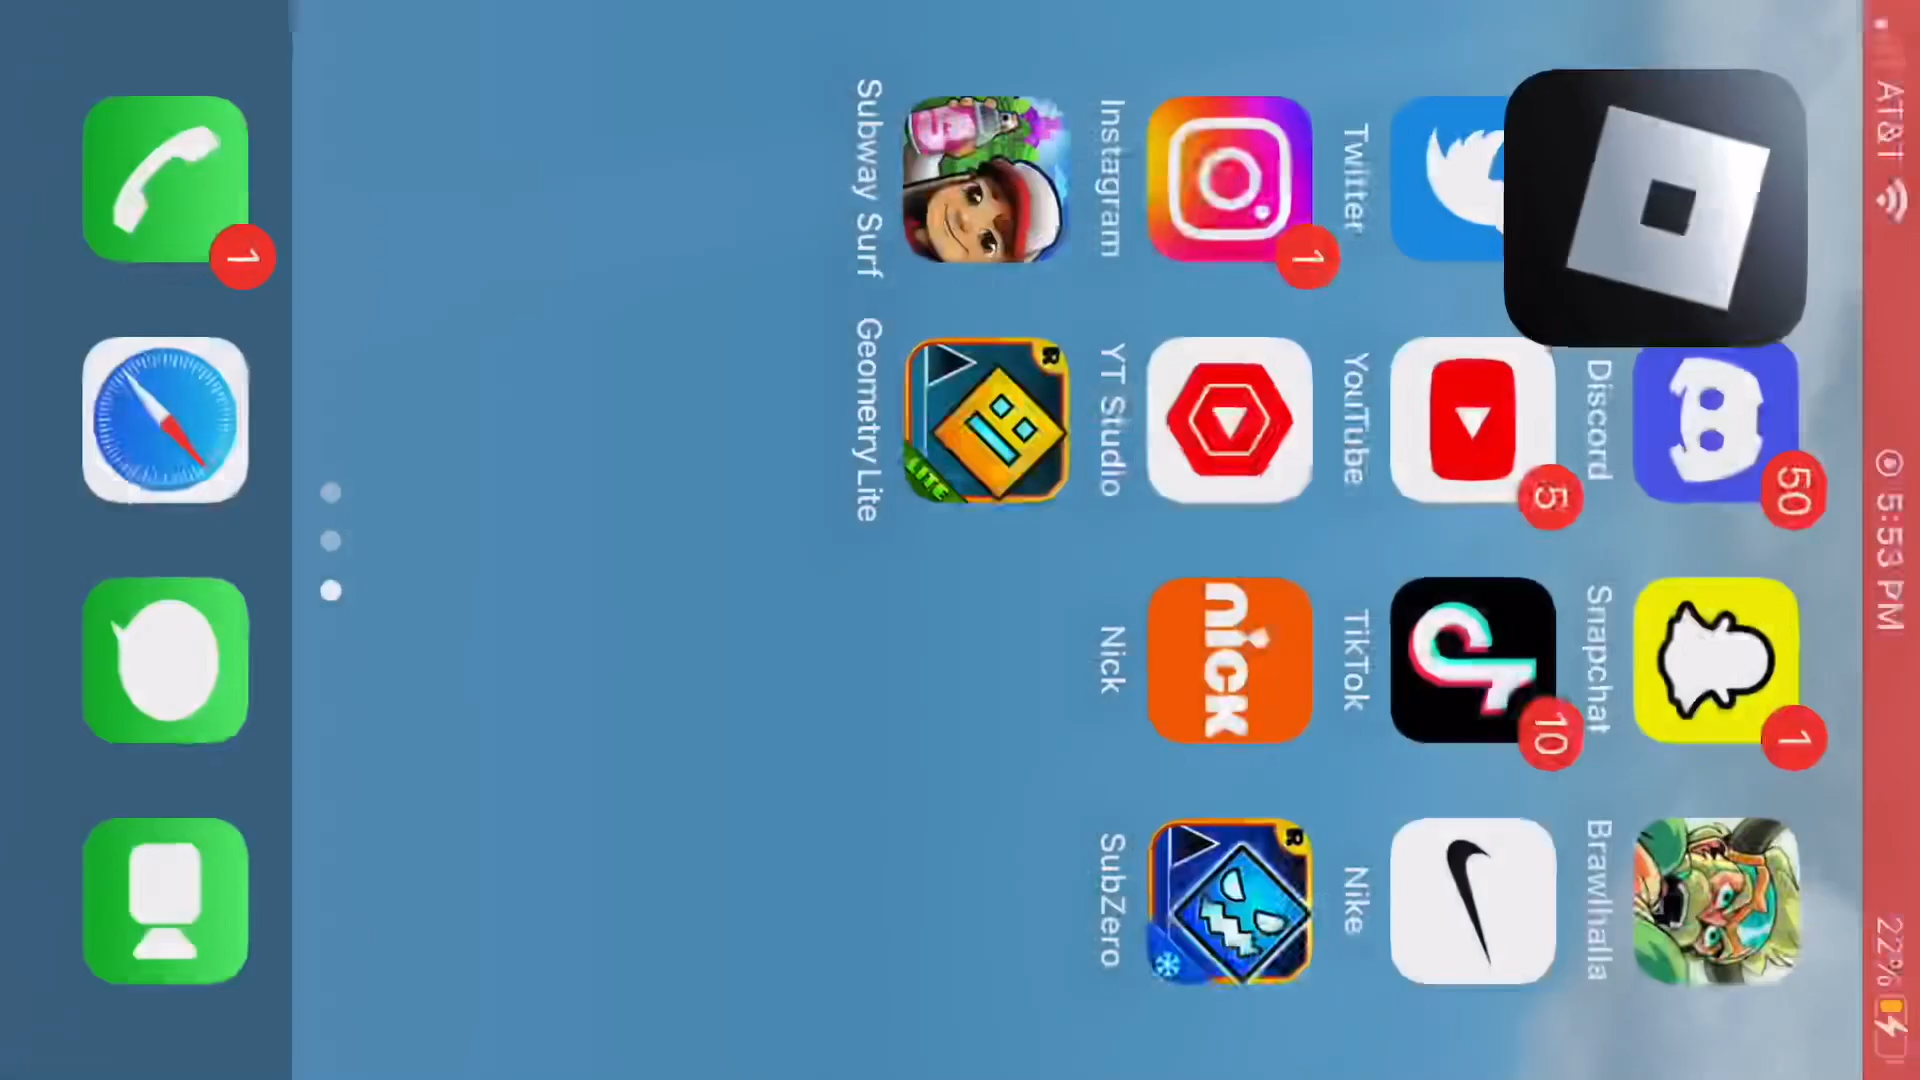 AT&T 5:53 PM 22%
50
1
Discord Snapchat Brawlhalla
5
10
Twitter YouTube TikTok Nike
1
nick
Instagram YT Studio Nick SubZero
LITE
Subway Surf Geometry Lite
1